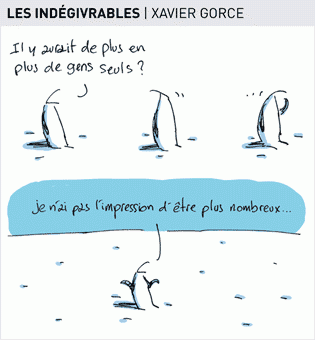 LES INDÉGIVRABLES | XAVIER GORCE
Il y aurait de plus en
plus de gens seuls ?
je n'ai pas l'impression d'être plus nombreux...